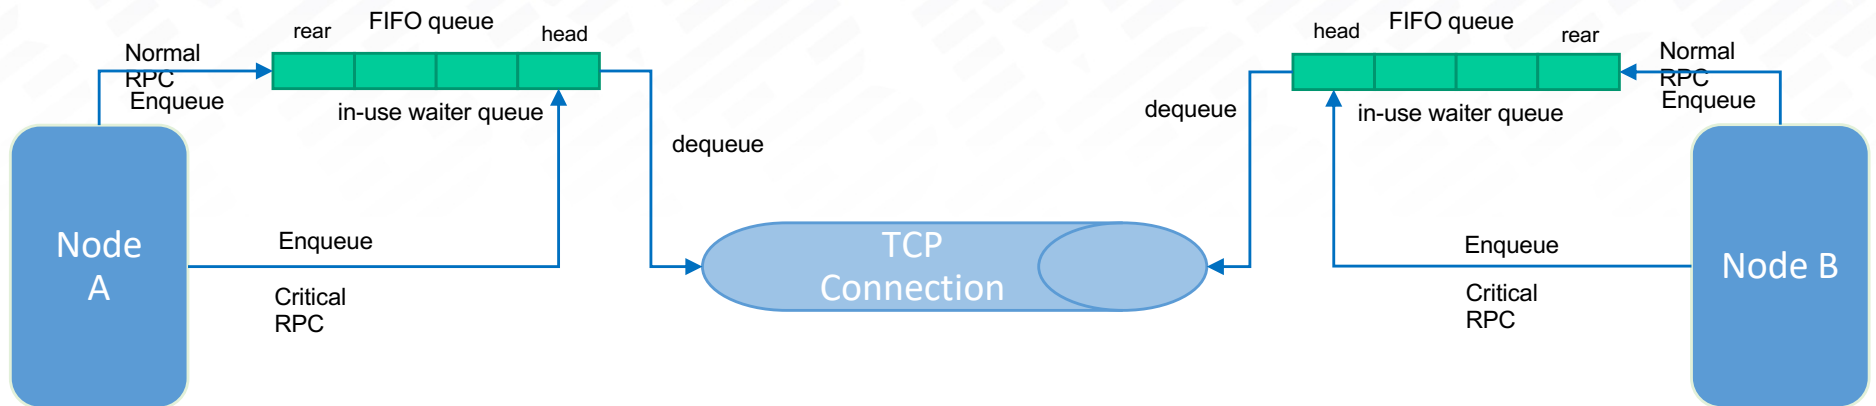 FIFO queue
rear
head
Normal
RPC
Enqueue
in-use waiter queue
dequeue
Node
A
Enqueue
Critical
RPC
TCP
Connection
FIFO queue
head
rear
Normal
RPC
Enqueue
in-use waiter queue
dequeue
Enqueue
Critical
RPC
Node B